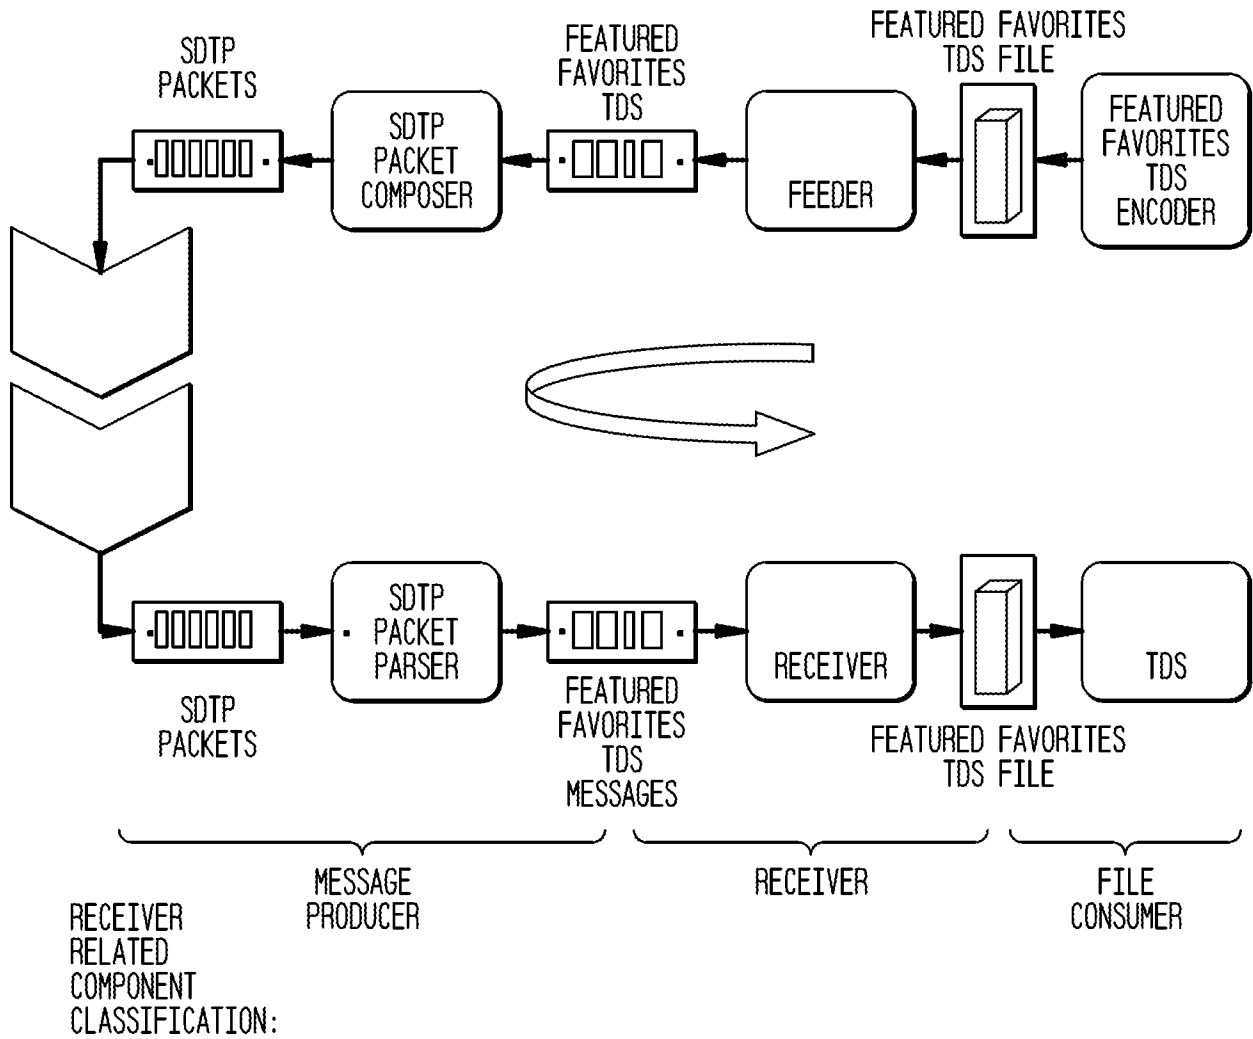 SDTP
PACKETS
FEATURED
FAVORITES
TDS
FEATURED FAVORITES
TDS FILE
SDTP
PACKET
COMPOSER
FEEDER
FEATURED
FAVORITES
TDS
ENCODER
SDTP
PACKET
PARSER
RECEIVER
TDS
SDTP
PACKETS
FEATURED
FAVORITES
TDS
MESSAGES
FEATURED FAVORITES
TDS FILE
MESSAGE
PRODUCER
RECEIVER
FILE
CONSUMER
RECEIVER
RELATED
COMPONENT
CLASSIFICATION: